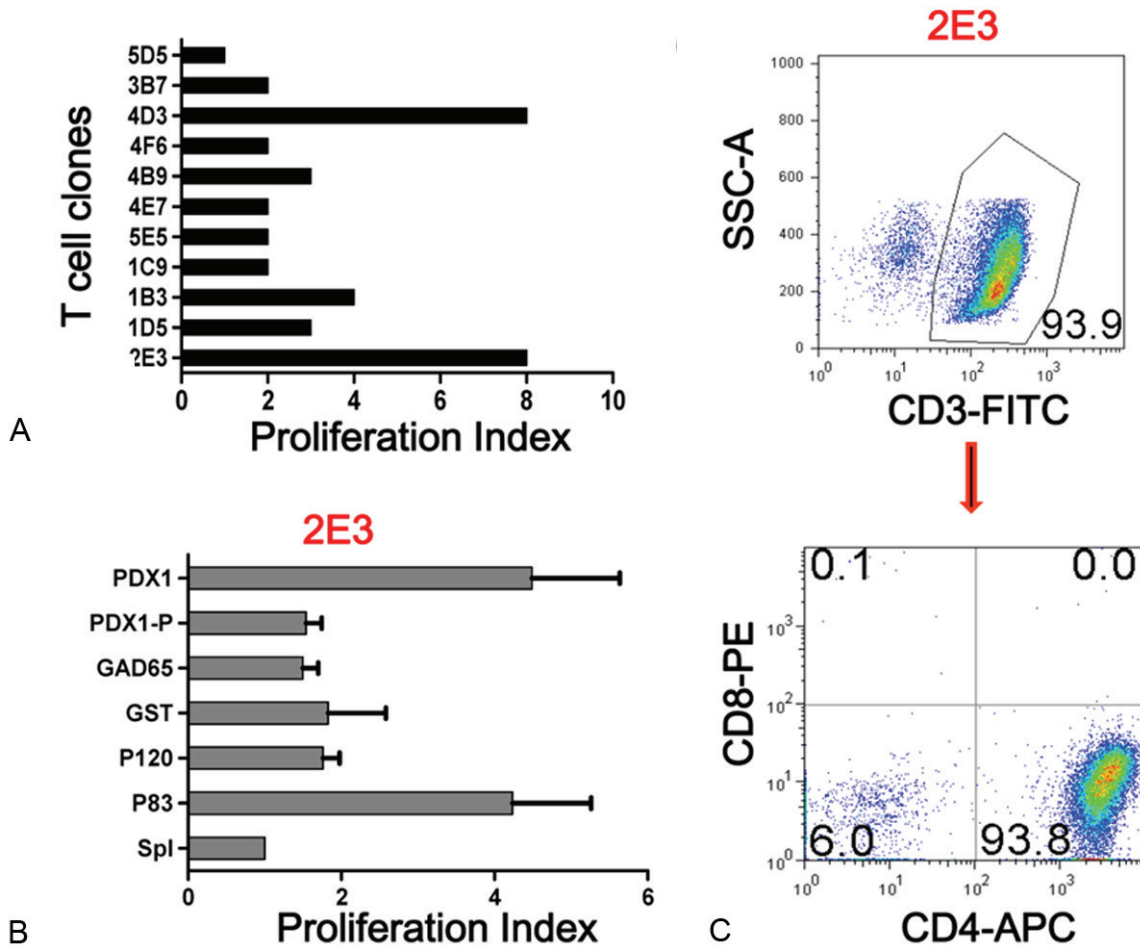 5D5
3B7
4D3
4F6
4B9
4E7
5E5
1C9
1B3
1D5
2E3
T cell clones
0 2 4 6 8 10
Proliferation Index
A
2E3
PDX1
PDX1-P
GAD65
GST
P120
P83
Spl
0 2 4 6
Proliferation Index
B
2E3
1000
800
600
400
200
0
SSC-A
93.9
10^0 10^1 10^2 10^3
CD3-FITC
0.1 0.0
10^3
10^2
10^1
10^0
CD8-PE
6.0 93.8
10^0 10^1 10^2 10^3
CD4-APC
C